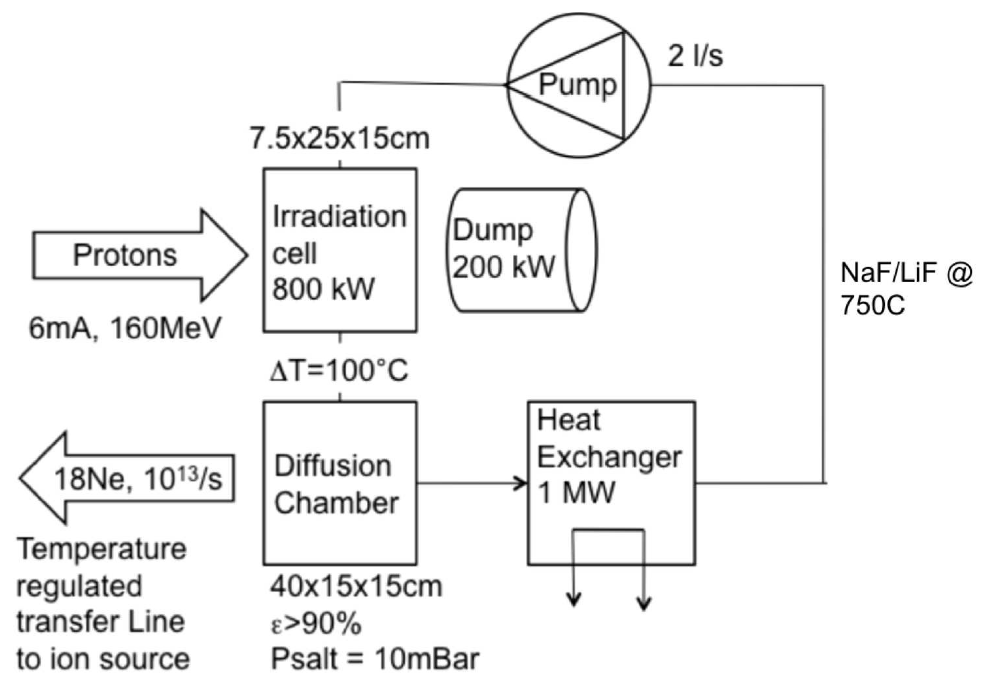 2 l/s
Pump
7.5x25x15cm
Irradiation
cell
800 kW
Dump
200 kW
Protons
6mA, 160MeV
NaF/LiF @
750C
ΔT=100°C
Heat
Exchanger
1 MW
Diffusion
Chamber
18Ne, 10¹³/s
Temperature
regulated
transfer Line
to ion source
40x15x15cm
ε>90%
Psalt = 10mBar